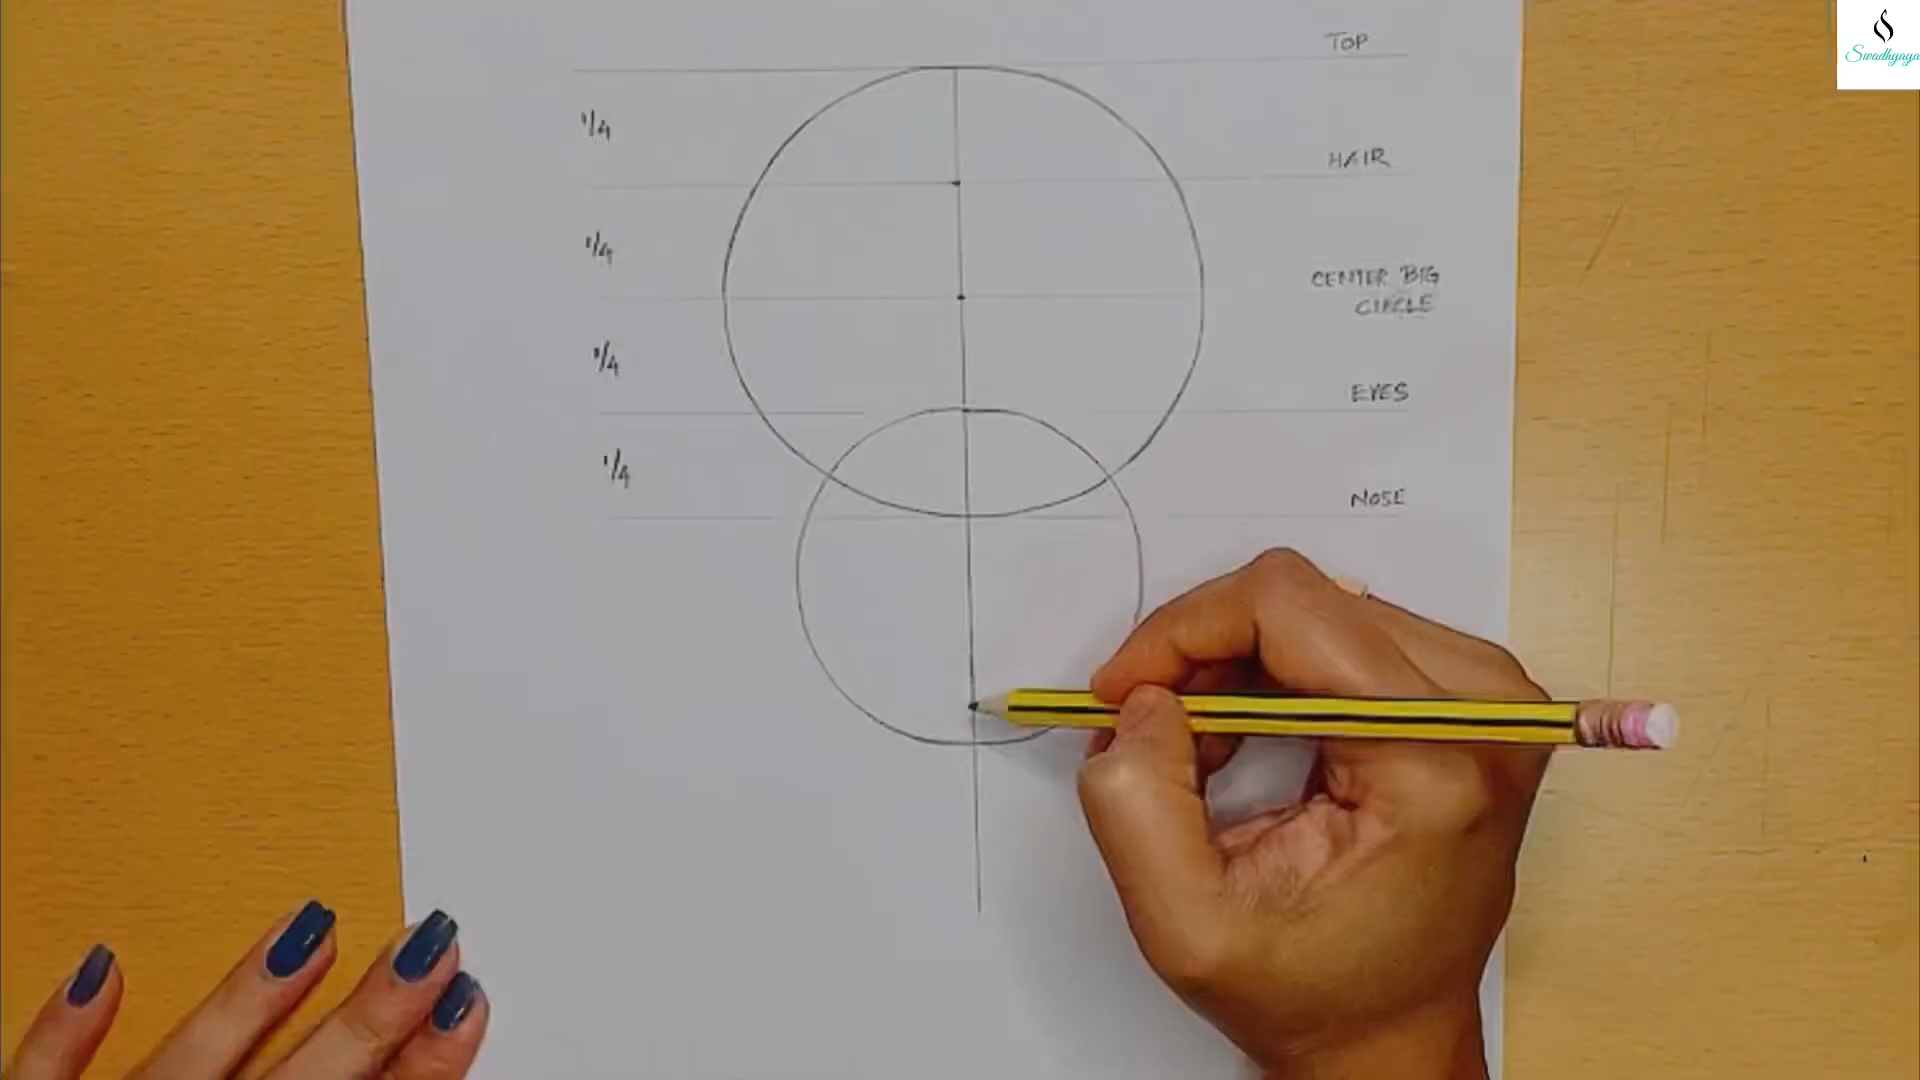 TOP
Swadhyaya
1/4
HAIR
1/4
CENTER BIG
CIRCLE
1/4
EYES
1/4
NOSE